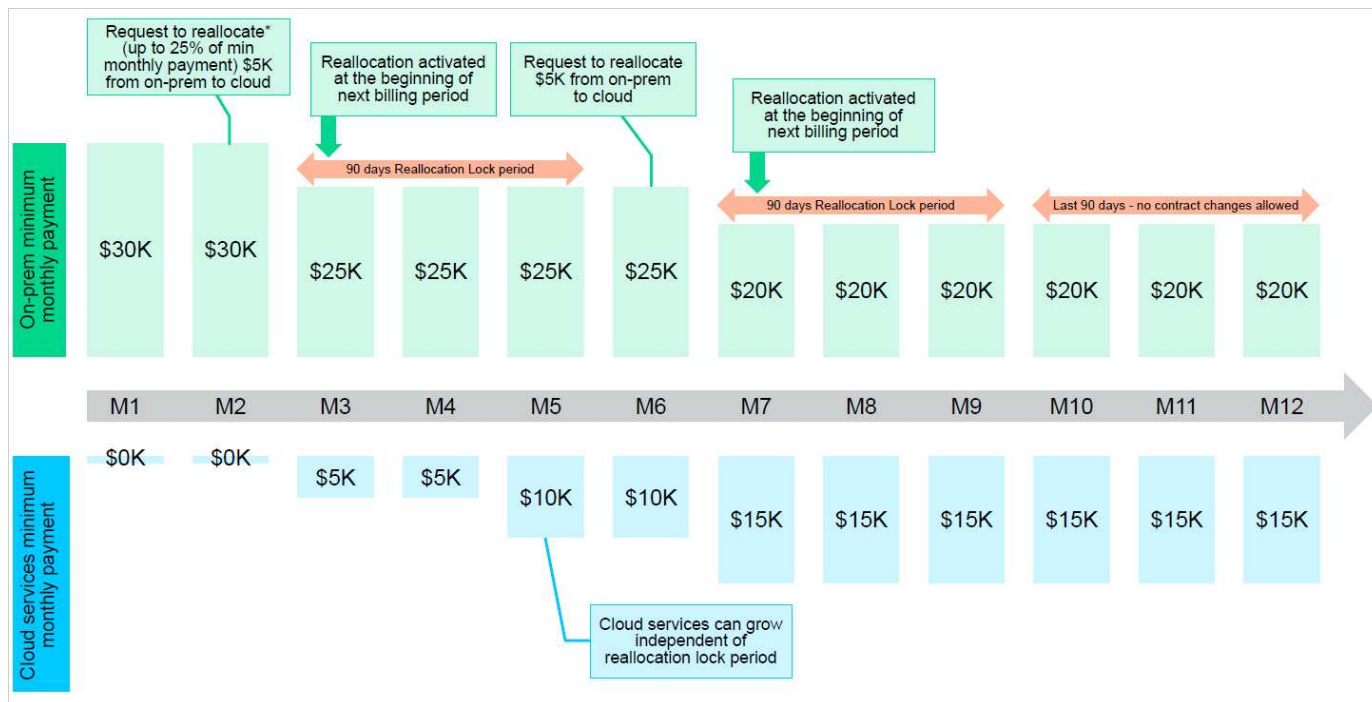 Request to reallocate*
(up to 25% of min
monthly payment) $5K
from on-prem to cloud
Reallocation activated
at the beginning of
next billing period
Request to reallocate
$5K from on-prem
to cloud
Reallocation activated
at the beginning of
next billing period
On-prem minimum
monthly payment
90 days Reallocation Lock period
90 days Reallocation Lock period
Last 90 days - no contract changes allowed
$30K $30K $25K $25K $25K $25K $20K $20K $20K $20K $20K $20K
M1 M2 M3 M4 M5 M6 M7 M8 M9 M10 M11 M12
Cloud services minimum
monthly payment
$0K $0K $5K $5K $10K $10K $15K $15K $15K $15K $15K $15K
Cloud services can grow
independent of
reallocation lock period